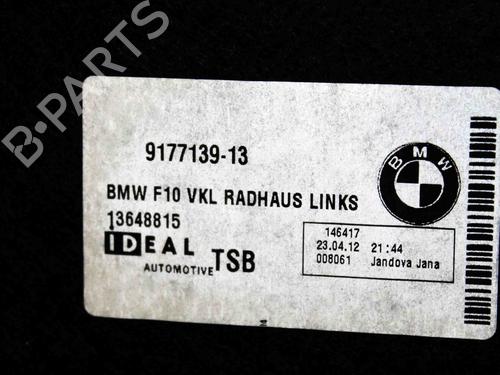 9177139-13
BMW F10 VKL RADHAUS LINKS
13648815
IDEAL
AUTOMOTIVE
TSB
BMW
146417
23.04.12 21:44
008061 Jandova Jana
BPARTS